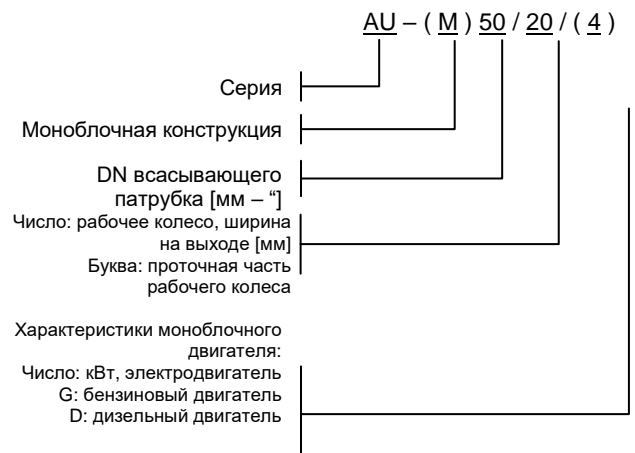 AU – ( M ) 50 / 20 / ( 4 )
Серия
Моноблочная конструкция
DN всасывающего
патрубка [мм – “]
Число: рабочее колесо, ширина
на выходе [мм]
Буква: проточная часть
рабочего колеса
Характеристики моноблочного
двигателя:
Число: кВт, электродвигатель
G: бензиновый двигатель
D: дизельный двигатель